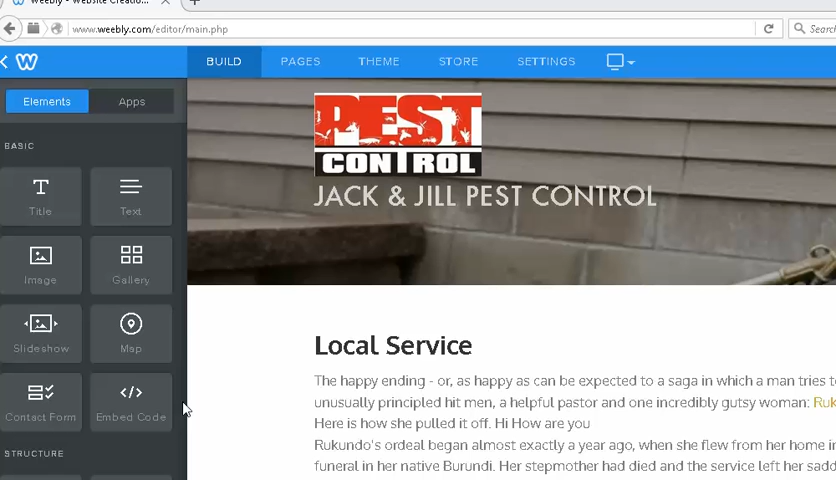 Weebly - Website Creatio...
www.weebly.com/editor/main.php
Search
BUILD PAGES THEME STORE SETTINGS
Elements Apps
BASIC
Title Text
Image Gallery
Slideshow Map
Contact Form Embed Code
STRUCTURE
PEST
CONTROL
JACK & JILL PEST CONTROL
Local Service
The happy ending - or, as happy as can be expected to a saga in which a man tries to
unusually principled hit men, a helpful pastor and one incredibly gutsy woman: Ruk
Here is how she pulled it off. Hi How are you
Rukundo's ordeal began almost exactly a year ago, when she flew from her home in
funeral in her native Burundi. Her stepmother had died and the service left her sadd